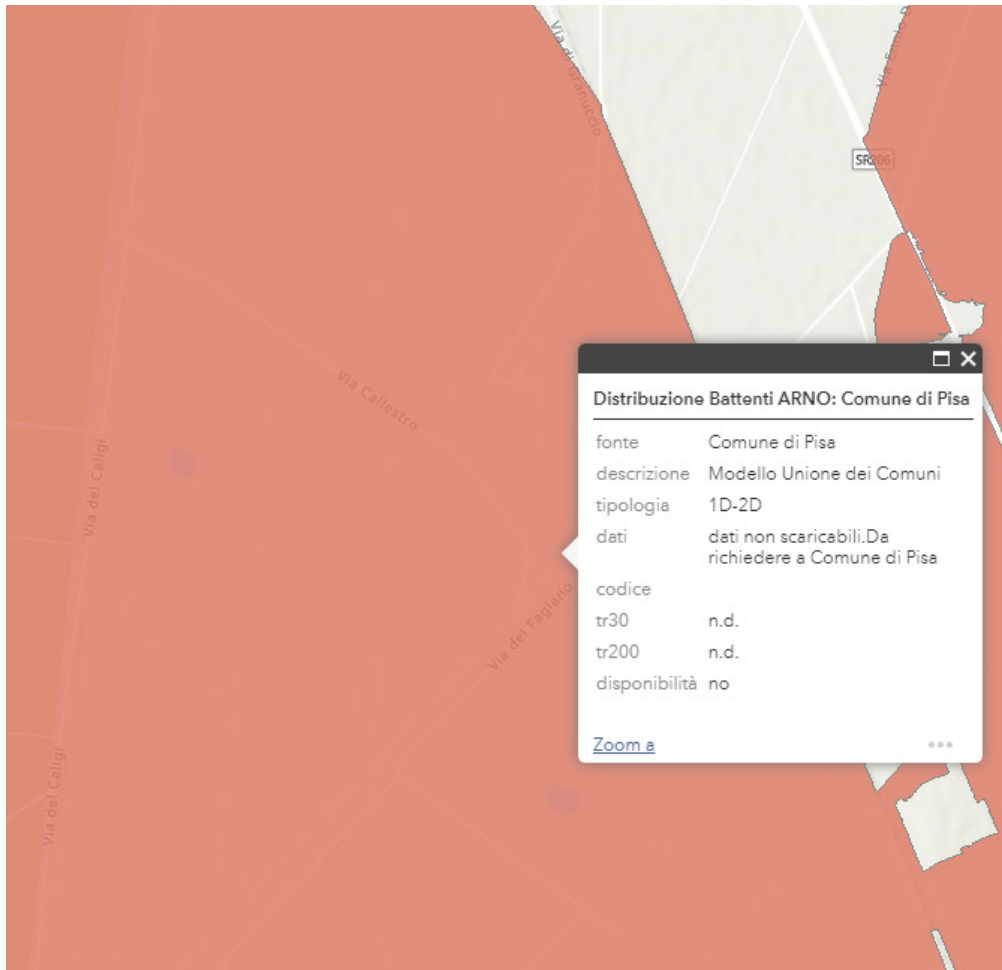 Via di Granuccio
SR206
Via Callestro
Via del Caligi
Distribuzione Battenti ARNO: Comune di Pisa
fonte Comune di Pisa
descrizione Modello Unione dei Comuni
tipologia 1D-2D
dati dati non scaricabili.Da
richiedere a Comune di Pisa
codice
tr30 n.d.
tr200 n.d.
disponibilità no
Zoom a
Via del Fagiano
Via del Caligi